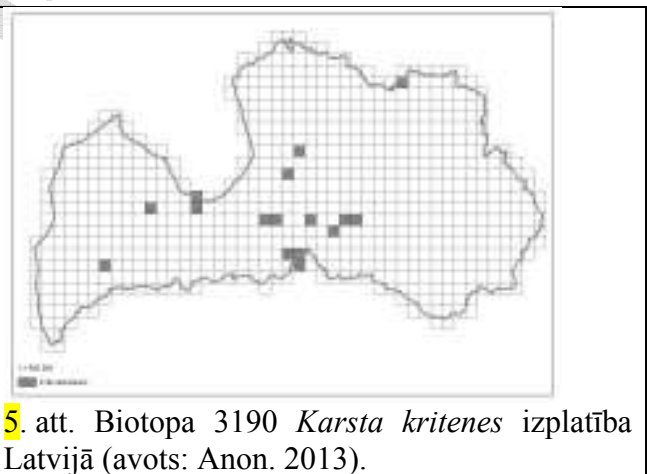 5. att. Biotopa 3190 Karsta kritenes izplatība
Latvijā (avots: Anon. 2013).